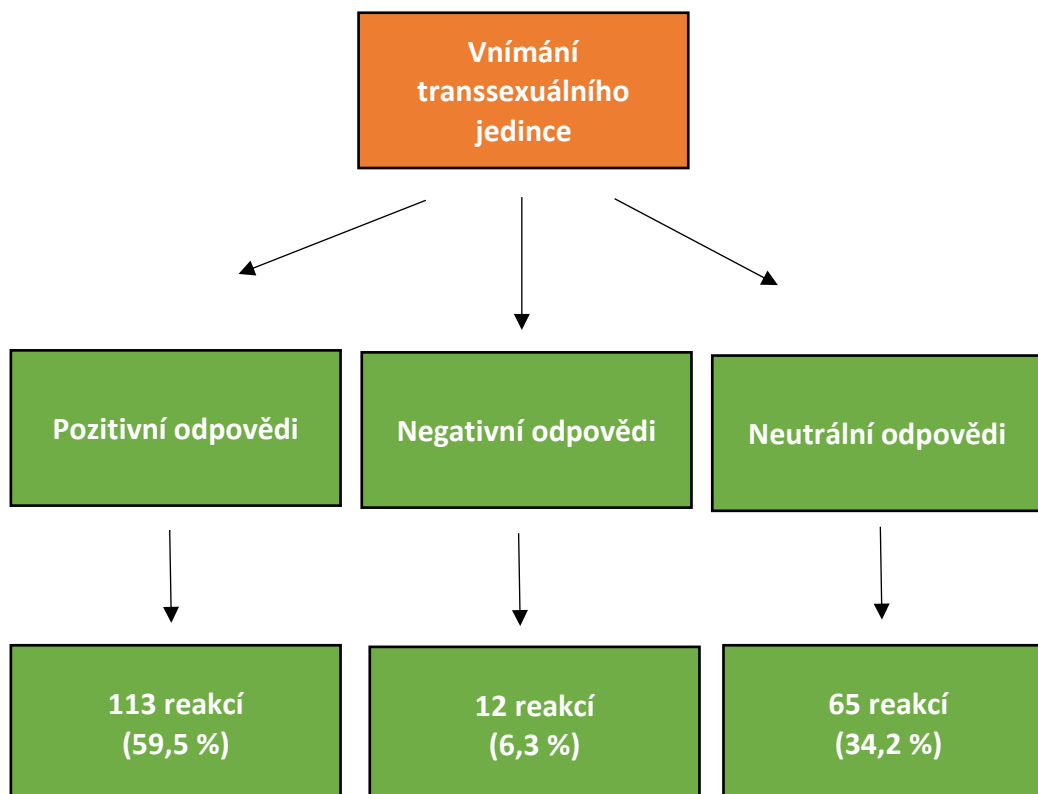 Vnímání
transsexuálního
jedince
Pozitivní odpovědi
Negativní odpovědi
Neutrální odpovědi
113 reakcí
(59,5 %)
12 reakcí
(6,3 %)
65 reakcí
(34,2 %)